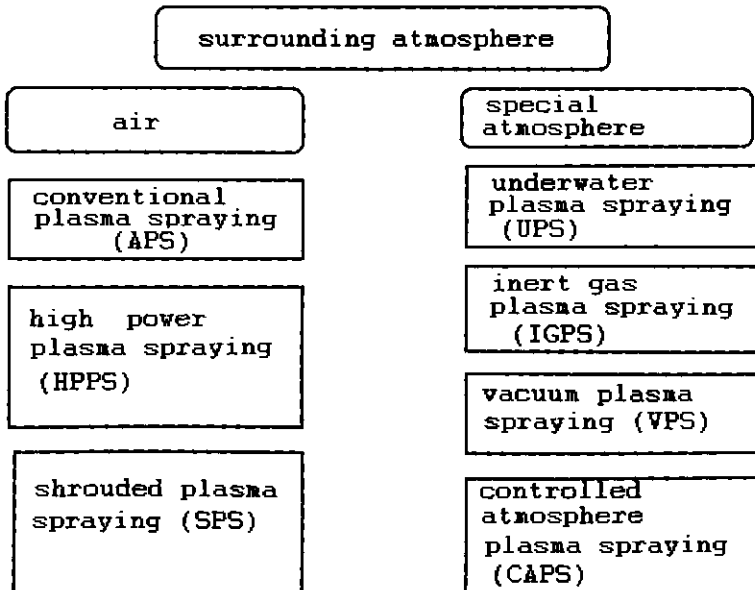 surrounding atmosphere
air
conventional
plasma spraying
(APS)
high power
plasma spraying
(HPPS)
shrouded plasma
spraying (SPS)
special
atmosphere
underwater
plasma spraying
(UPS)
inert gas
plasma spraying
(IGPS)
vacuum plasma
spraying (VPS)
controlled
atmosphere
plasma spraying
(CAPS)